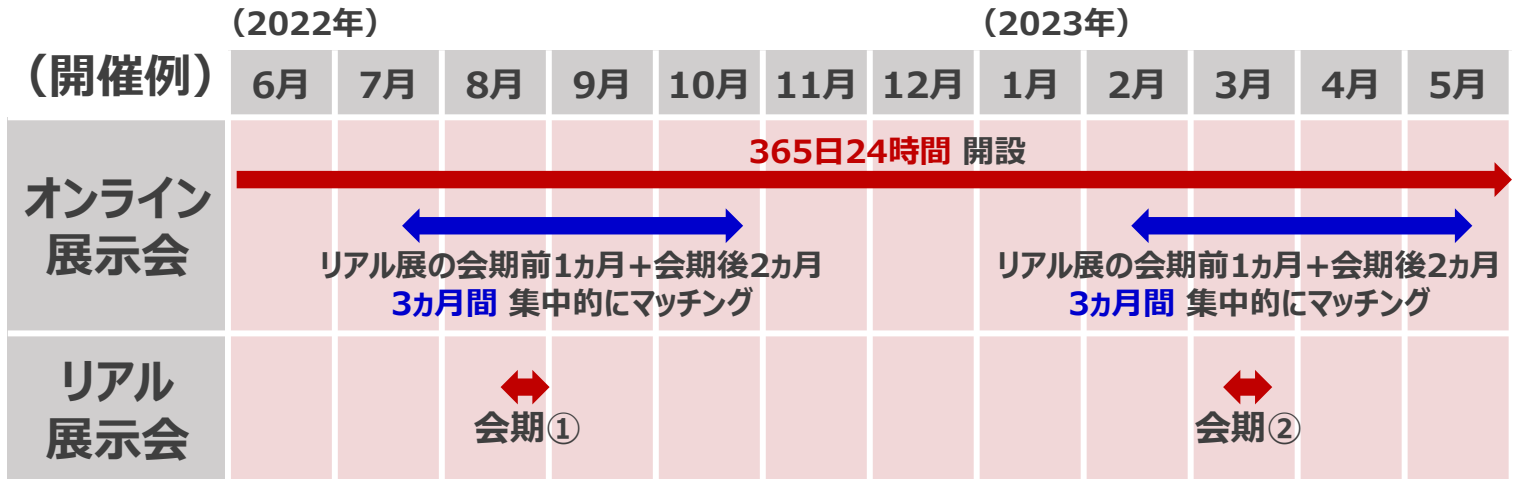 （2022年）
（2023年）
（開催例）
6月
7月
8月
9月
10月
11月
12月
1月
2月
3月
4月
5月
オンライン
展示会
365日24時間 開設
リアル展の会期前1ヵ月＋会期後2ヵ月
3ヵ月間 集中的にマッチング
リアル展の会期前1ヵ月＋会期後2ヵ月
3ヵ月間 集中的にマッチング
リアル
展示会
会期①
会期②